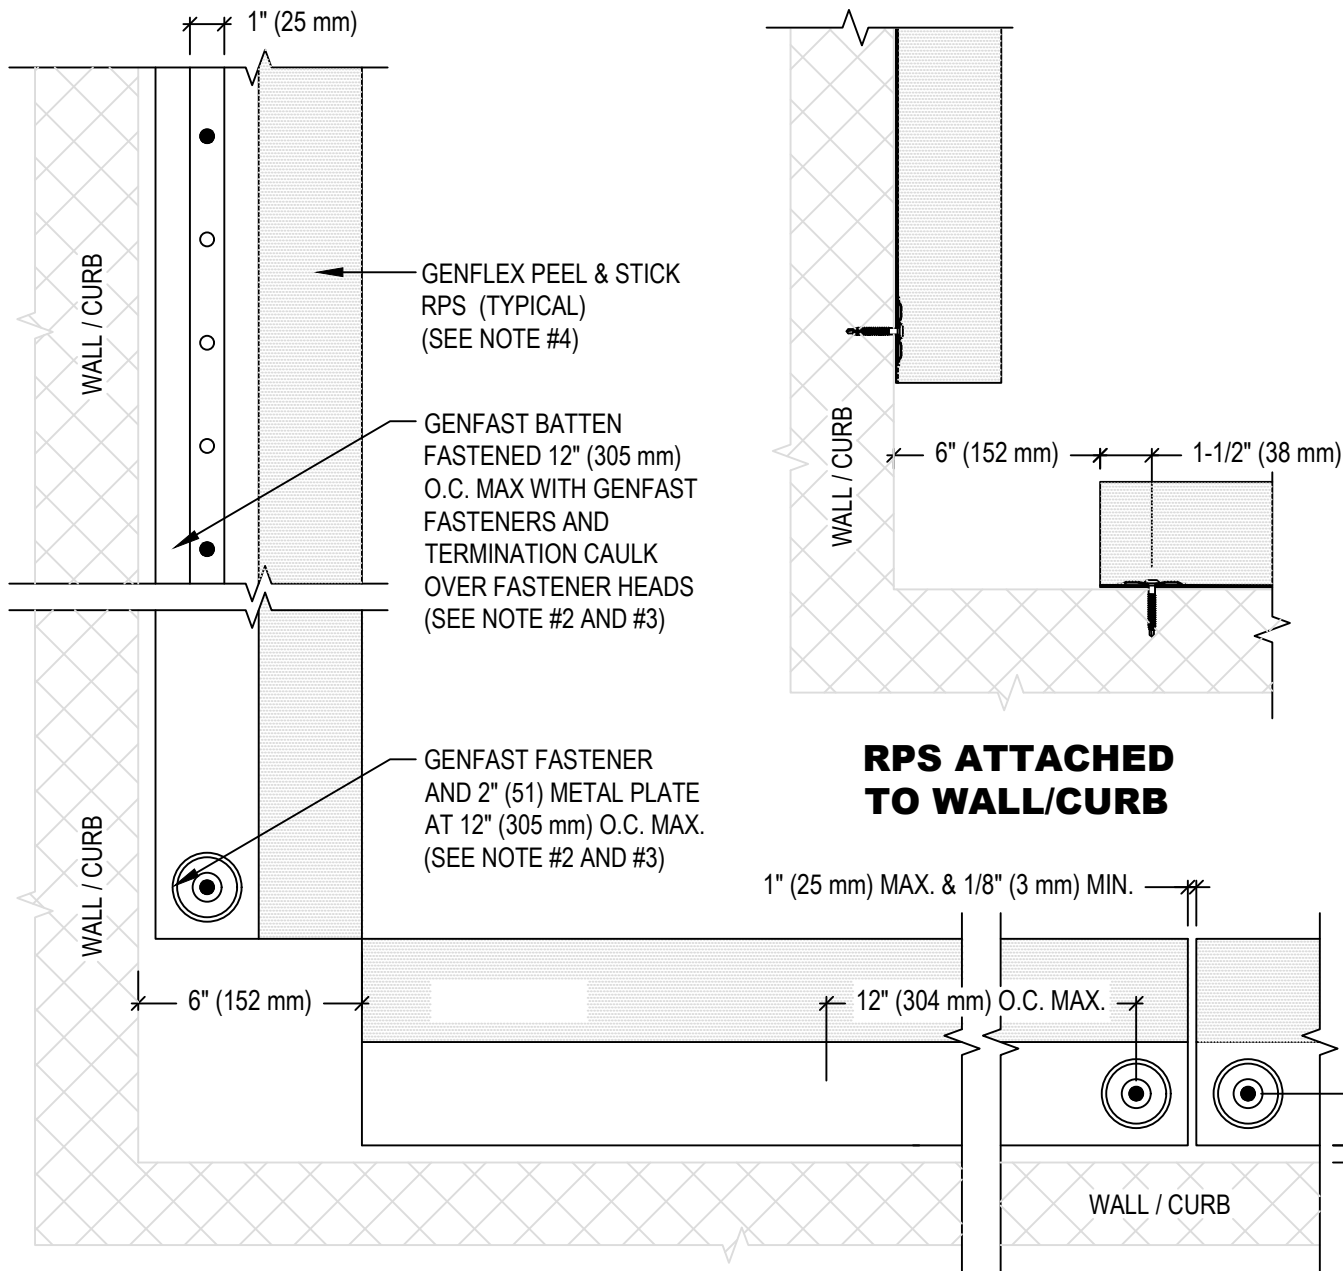 1" (25 mm)
WALL / CURB
GENFLEX PEEL & STICK
RPS (TYPICAL)
(SEE NOTE #4)
GENFAST BATTEN
FASTENED 12" (305 mm)
O.C. MAX WITH GENFAST
FASTENERS AND
TERMINATION CAULK
OVER FASTENER HEADS
(SEE NOTE #2 AND #3)
WALL / CURB
6" (152 mm)
1-1/2" (38 mm)
RPS ATTACHED
TO WALL/CURB
WALL / CURB
GENFAST FASTENER
AND 2" (51) METAL PLATE
AT 12" (305 mm) O.C. MAX.
(SEE NOTE #2 AND #3)
1" (25 mm) MAX. & 1/8" (3 mm) MIN.
6" (152 mm)
12" (304 mm) O.C. MAX.
WALL / CURB